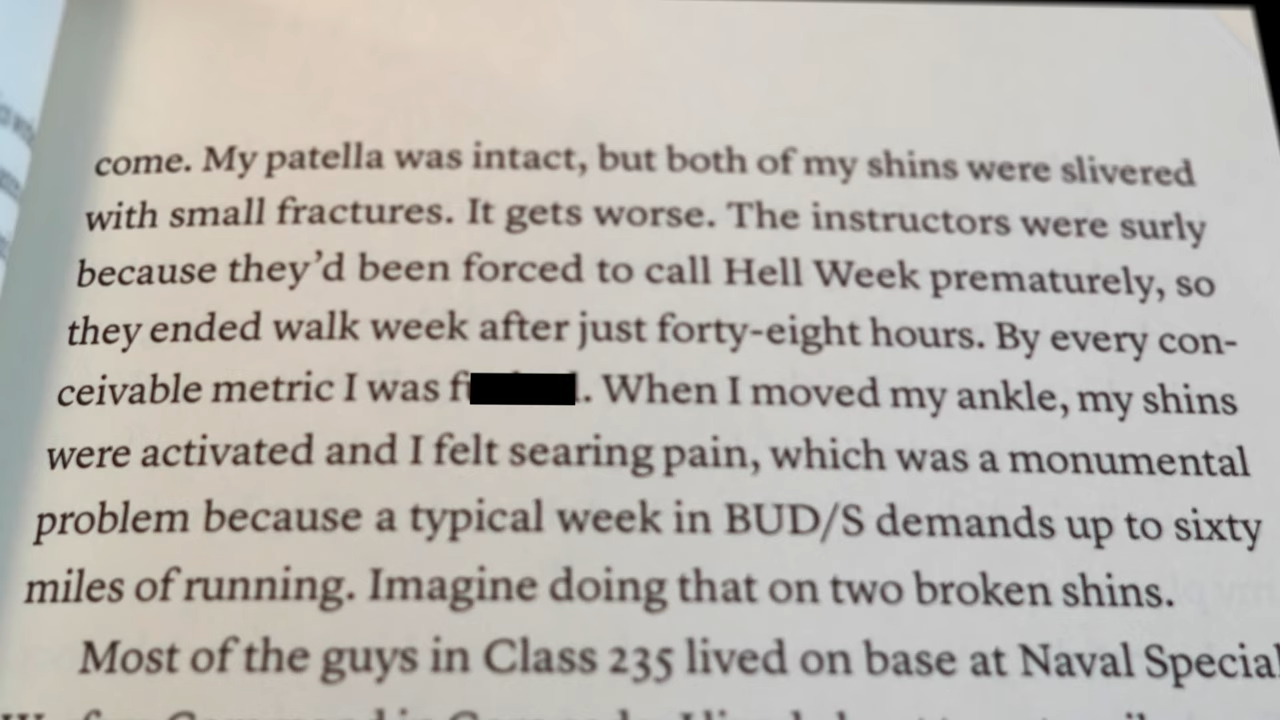 come. My patella was intact, but both of my shins were slivered
with small fractures. It gets worse. The instructors were surly
because they’d been forced to call Hell Week prematurely, so
they ended walk week after just forty-eight hours. By every con-
ceivable metric I was . When I moved my ankle, my shins
were activated and I felt searing pain, which was a monumental
problem because a typical week in BUD/S demands up to sixty
miles of running. Imagine doing that on two broken shins.
Most of the guys in Class 235 lived on base at Naval Special